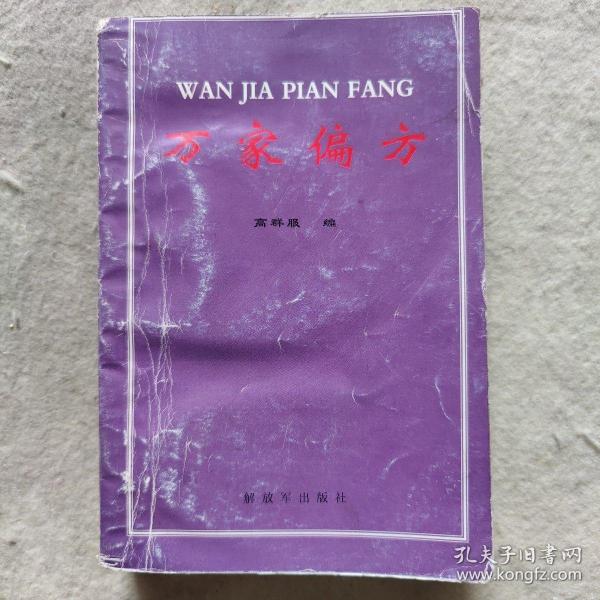 WAN JIA PIAN FANG
万家偏方
高群服 编
解放军出版社
孔夫子旧书网
www.kongfz.com